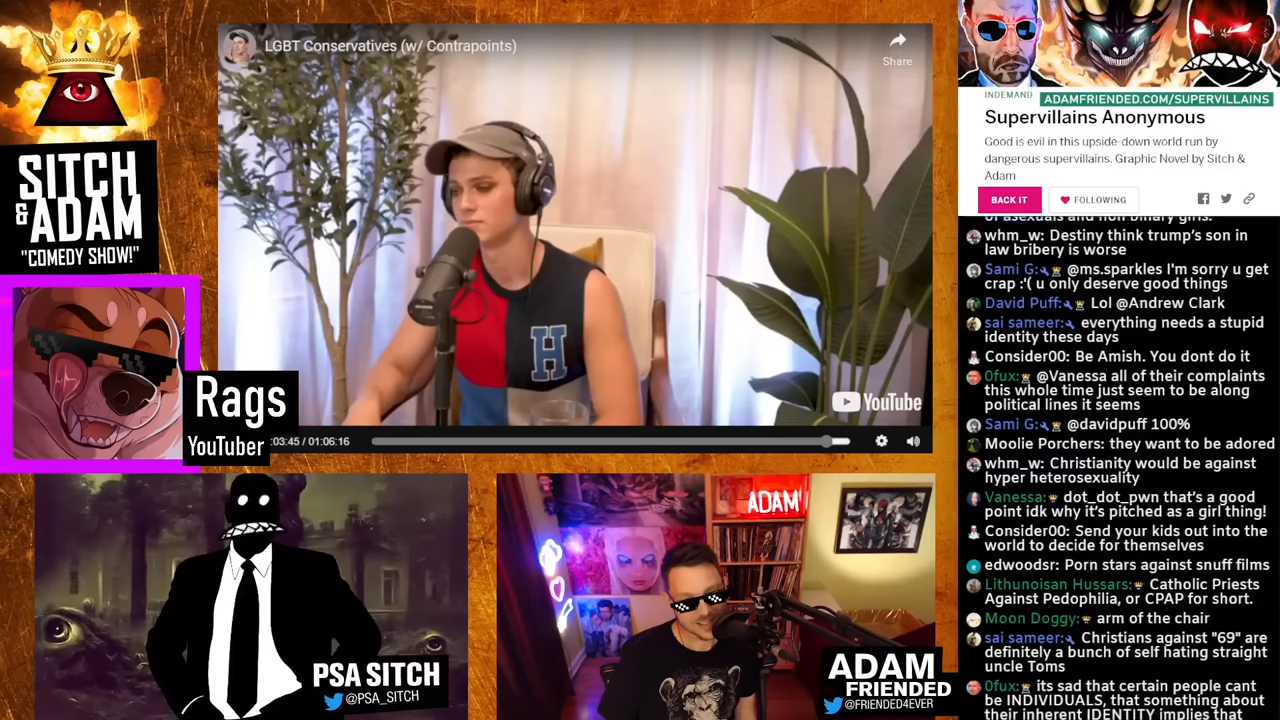 SITCH
& ADAM
"COMEDY SHOW!"
LGBT Conservatives (w/ Contrapoints)
Share
H
YouTube
:03:45 / 01:06:16
Rags
YouTuber
PSA SITCH
@PSA_SITCH
ADAM
ADAM
FRIENDED
@FRIENDED4EVER
INDEMAND
ADAMFRIENDED.COM/SUPERVILLAINS
Supervillains Anonymous
Good is evil in this upside-down world run by
dangerous supervillains. Graphic Novel by Sitch &
Adam
BACK IT
FOLLOWING
of asexuals and non binary girls.
whm_w: Destiny think trump's son in
law bribery is worse
Sami G: @ms.sparkles I'm sorry u get
crap :'( u only deserve good things
David Puff: Lol @Andrew Clark
sai sameer: everything needs a stupid
identity these days
Consider00: Be Amish. You dont do it
0fux: @Vanessa all of their complaints
this whole time just seem to be along
political lines it seems
Sami G: @davidpuff 100%
Moolie Porchers: they want to be adored
whm_w: Christianity would be against
hyper heterosexuality
Vanessa: dot_dot_pwn that's a good
point idk why it's pitched as a girl thing!
Consider00: Send your kids out into the
world to decide for themselves
edwoodsr: Porn stars against snuff films
Lithunoisan Hussars: Catholic Priests
Against Pedophilia, or CPAP for short.
Moon Doggy: arm of the chair
sai sameer: Christians against "69" are
definitely a bunch of self hating straight
uncle Toms
0fux: its sad that certain people cant
be INDIVIDUALS, that something about
their inherent IDENTITY implies that